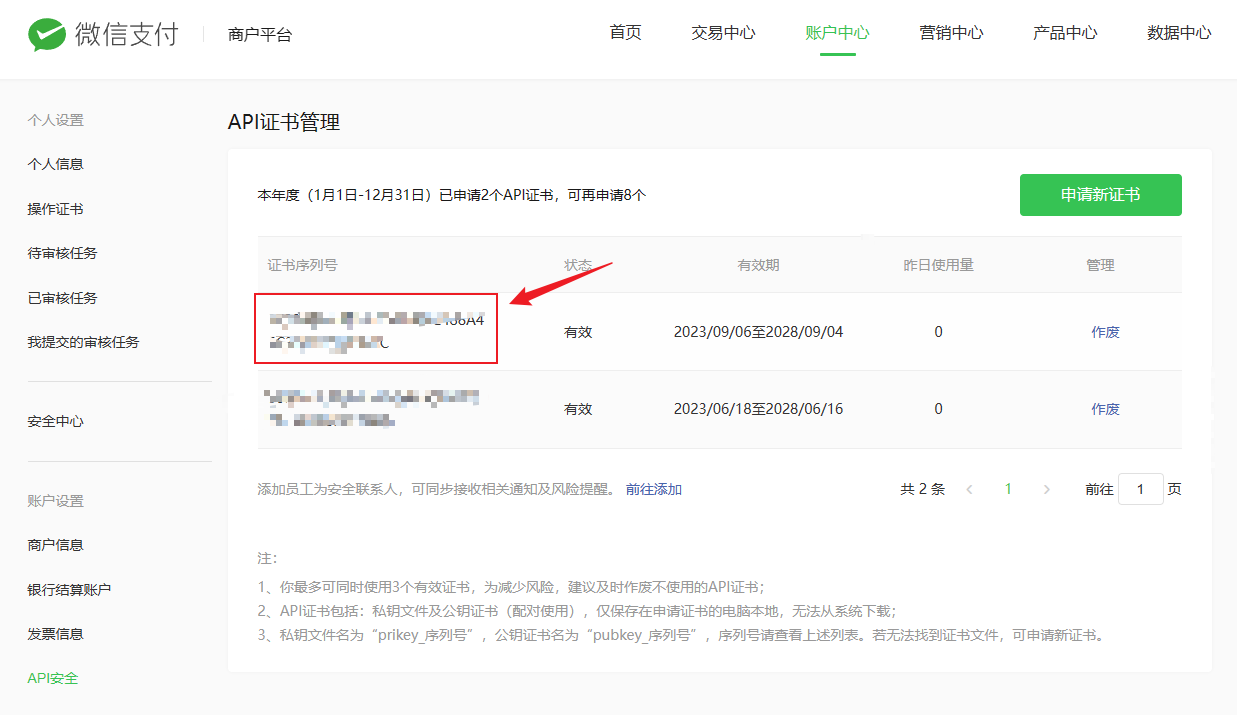 微信支付 商户平台 首页 交易中心 账户中心 营销中心 产品中心 数据中心
个人设置
个人信息
操作证书
待审核任务
已审核任务
我提交的审核任务
安全中心
账户设置
商户信息
银行结算账户
发票信息
API安全
API证书管理
本年度（1月1日-12月31日）已申请2个API证书，可再申请8个 申请新证书
证书序列号 状态 有效期 昨日使用量 管理
有效 2023/09/06至2028/09/04 0 作废
有效 2023/06/18至2028/06/16 0 作废
添加员工为安全联系人，可同步接收相关通知及风险提醒。 前往添加 共 2 条 < 1 > 前往 1 页
注：
1、你最多可同时使用3个有效证书，为减少风险，建议及时作废不使用的API证书；
2、API证书包括：私钥文件及公钥证书（配对使用），仅保存在申请证书的电脑本地，无法从系统下载；
3、私钥文件名为“prikey_序列号”，公钥证书名为“pubkey_序列号”，序列号请查看上述列表。若无法找到证书文件，可申请新证书。